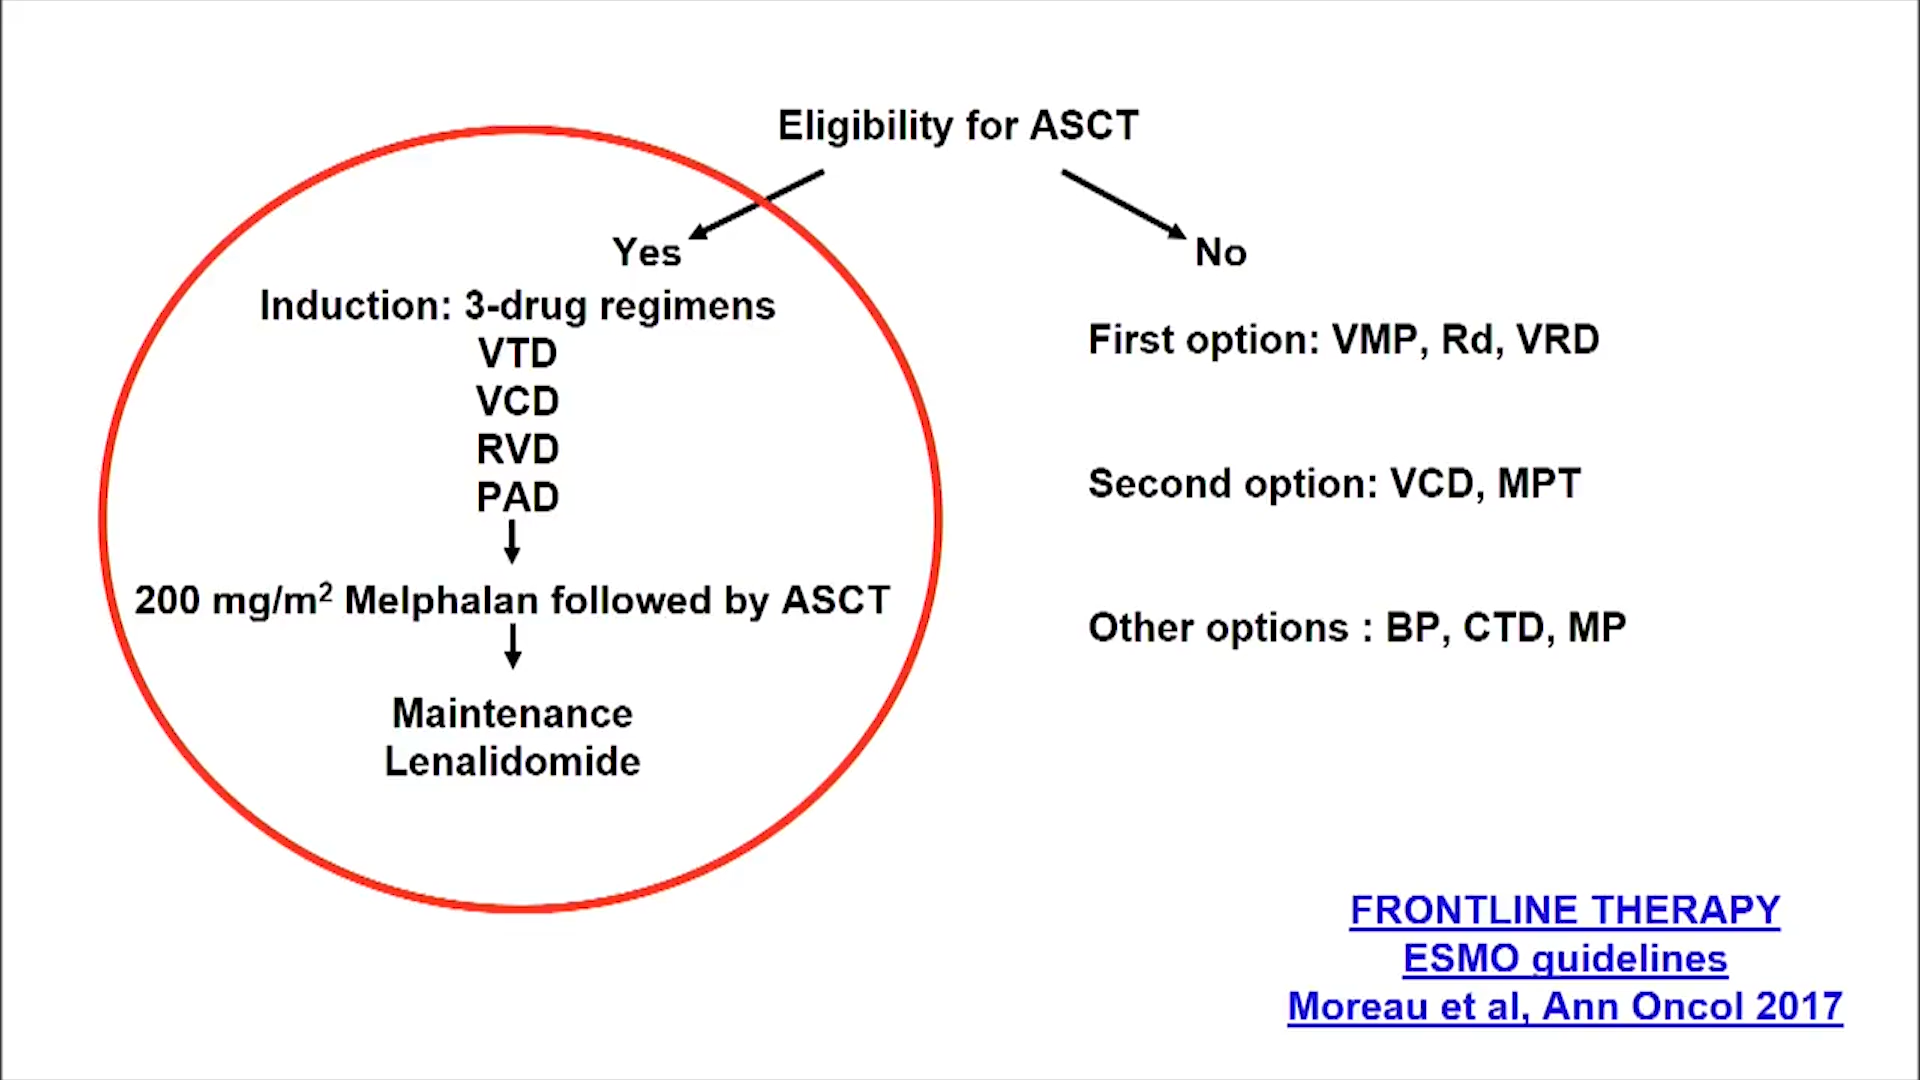 Eligibility for ASCT
Yes
Induction: 3-drug regimens
VTD
VCD
RVD
PAD
200 mg/m² Melphalan followed by ASCT
Maintenance
Lenalidomide
No
First option: VMP, Rd, VRD
Second option: VCD, MPT
Other options : BP, CTD, MP
FRONTLINE THERAPY
ESMO guidelines
Moreau et al, Ann Oncol 2017